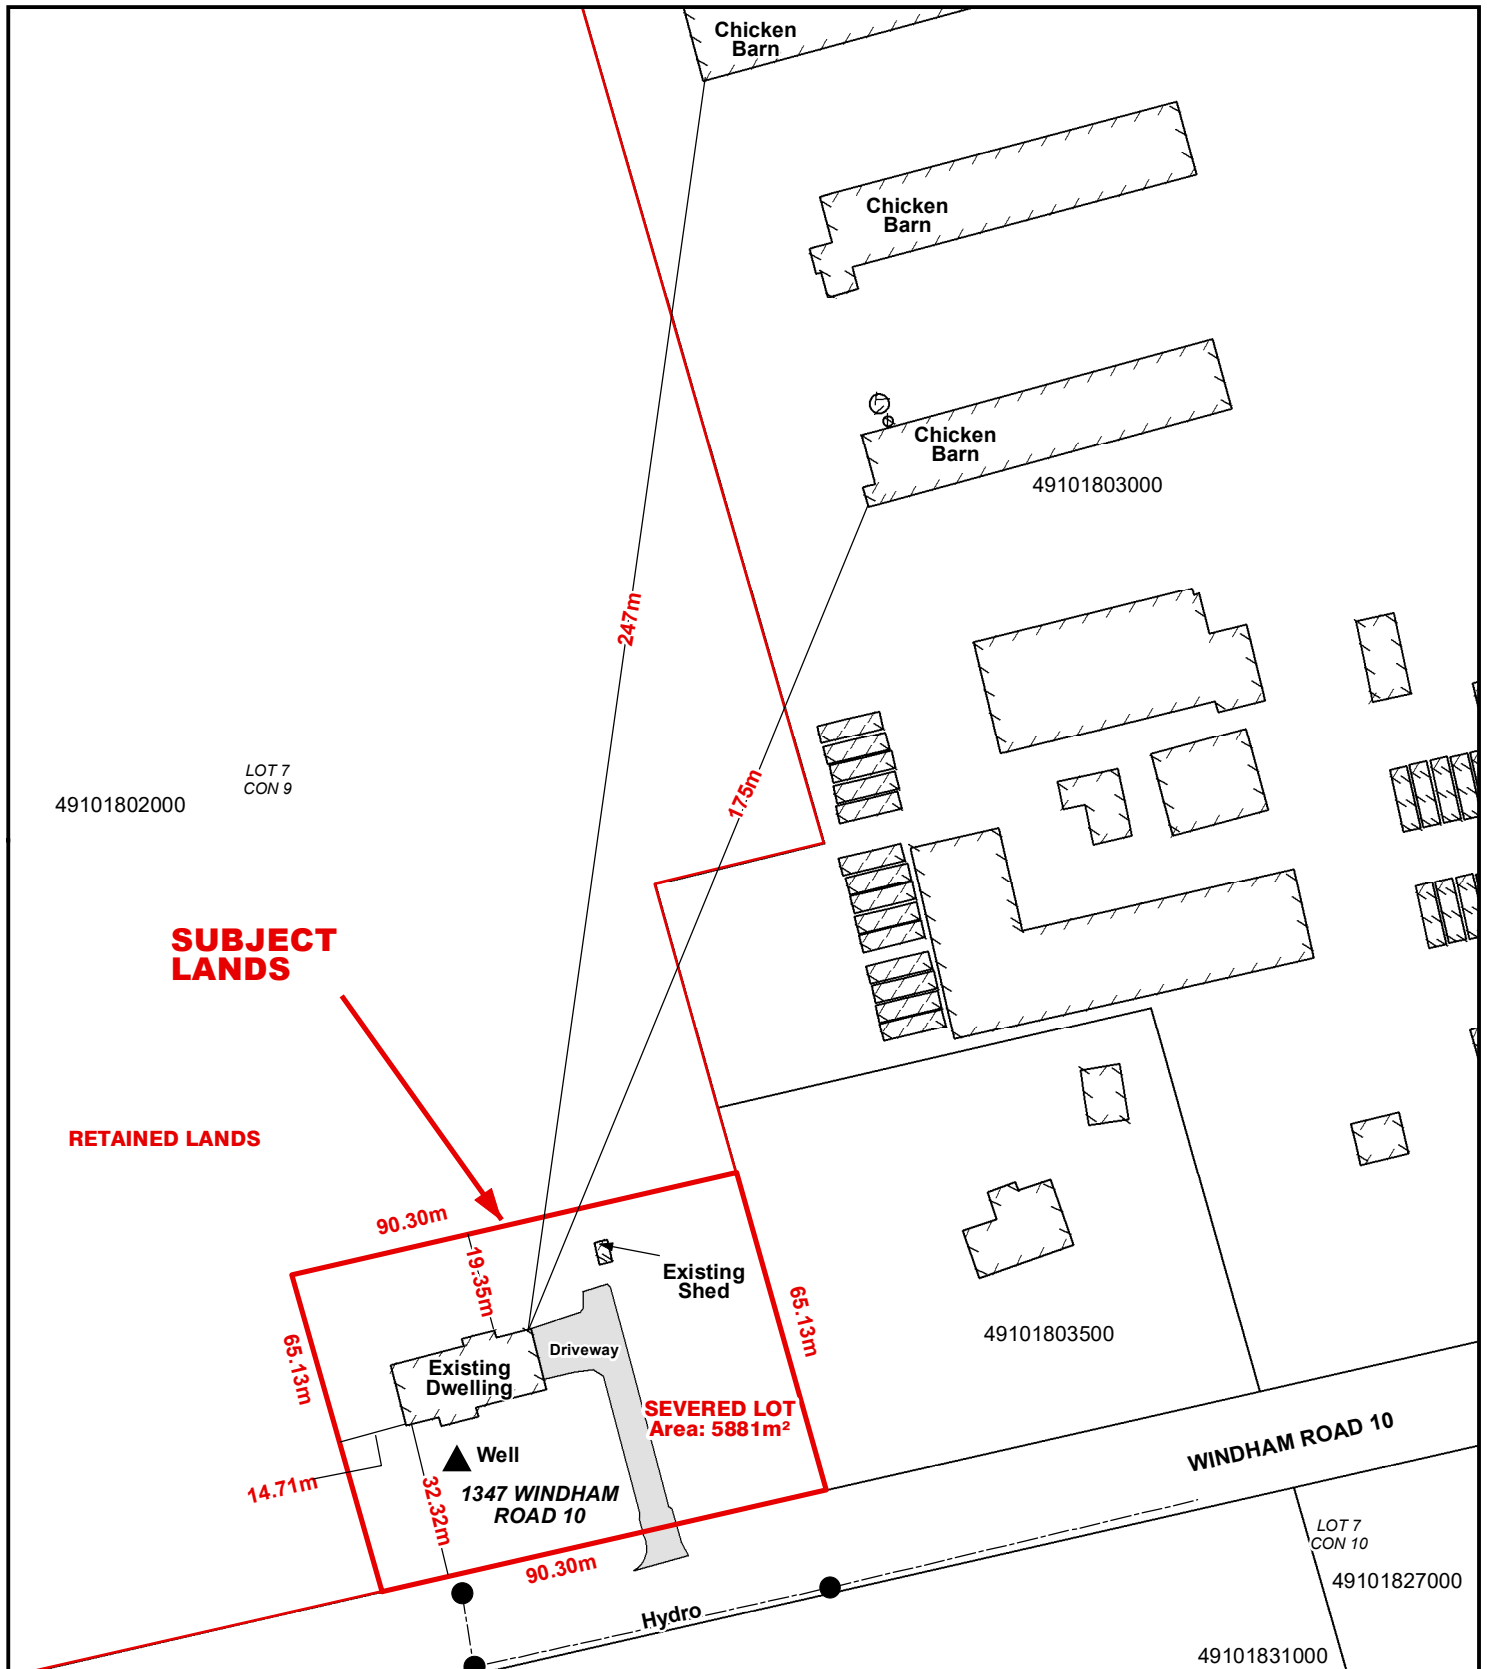 Chicken
Barn
Chicken
Barn
Chicken
Barn
49101803000
247m
175m
LOT 7
CON 9
49101802000
SUBJECT
LANDS
RETAINED LANDS
90.30m
19.35m
Existing
Shed
65.13m
65.13m
Existing
Dwelling
Driveway
49101803500
SEVERED LOT
Area: 5881m²
Well
14.71m
32.32m
1347 WINDHAM
ROAD 10
90.30m
WINDHAM ROAD 10
Hydro
LOT 7
CON 10
49101827000
49101831000